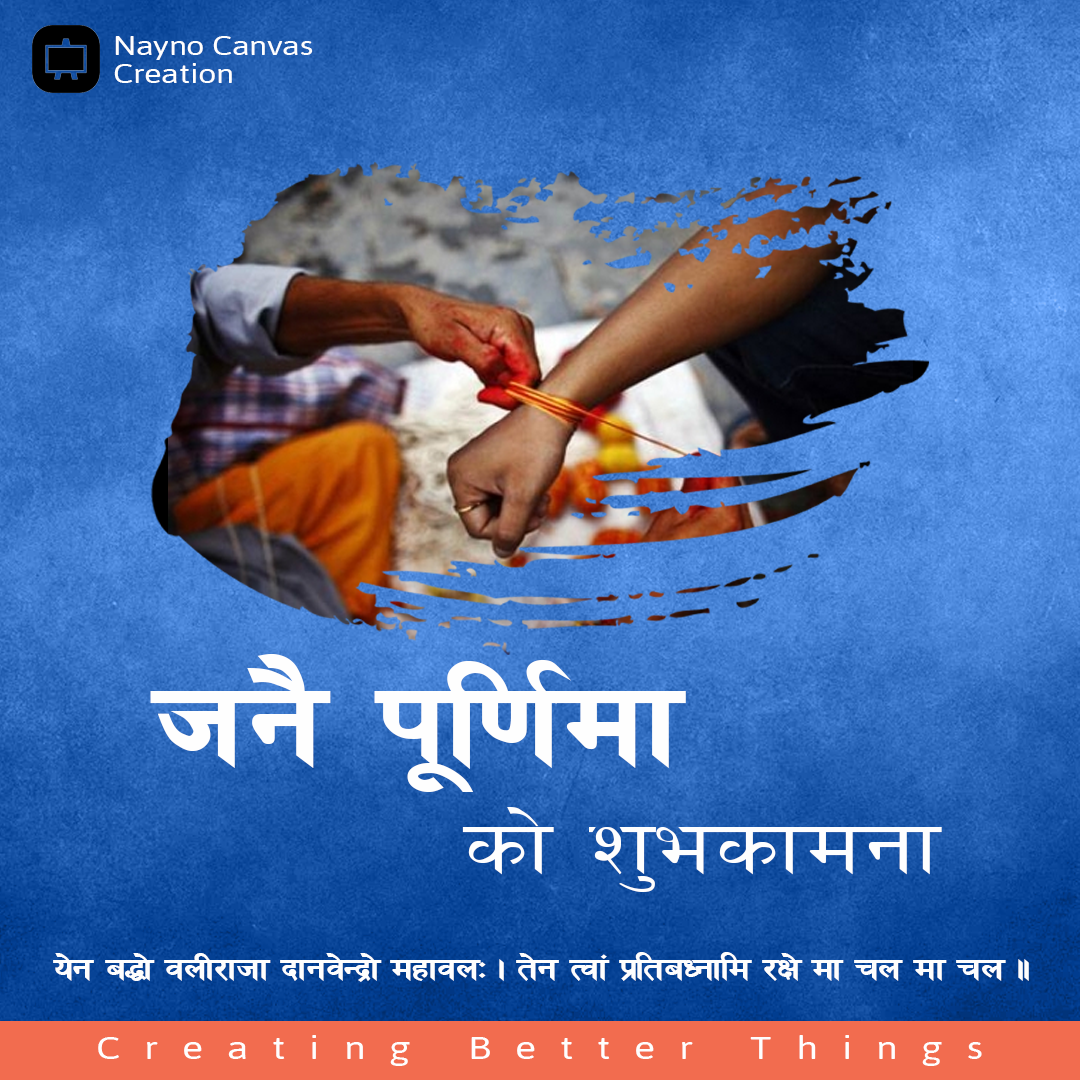 Nayno Canvas
Creation
जनै पूर्णिमा
को शुभकामना
येन बद्धो वलीराजा दानवेन्द्रो महावलः । तेन त्वां प्रतिबध्नामि रक्षे मा चल मा चल ॥
Creating Better Things